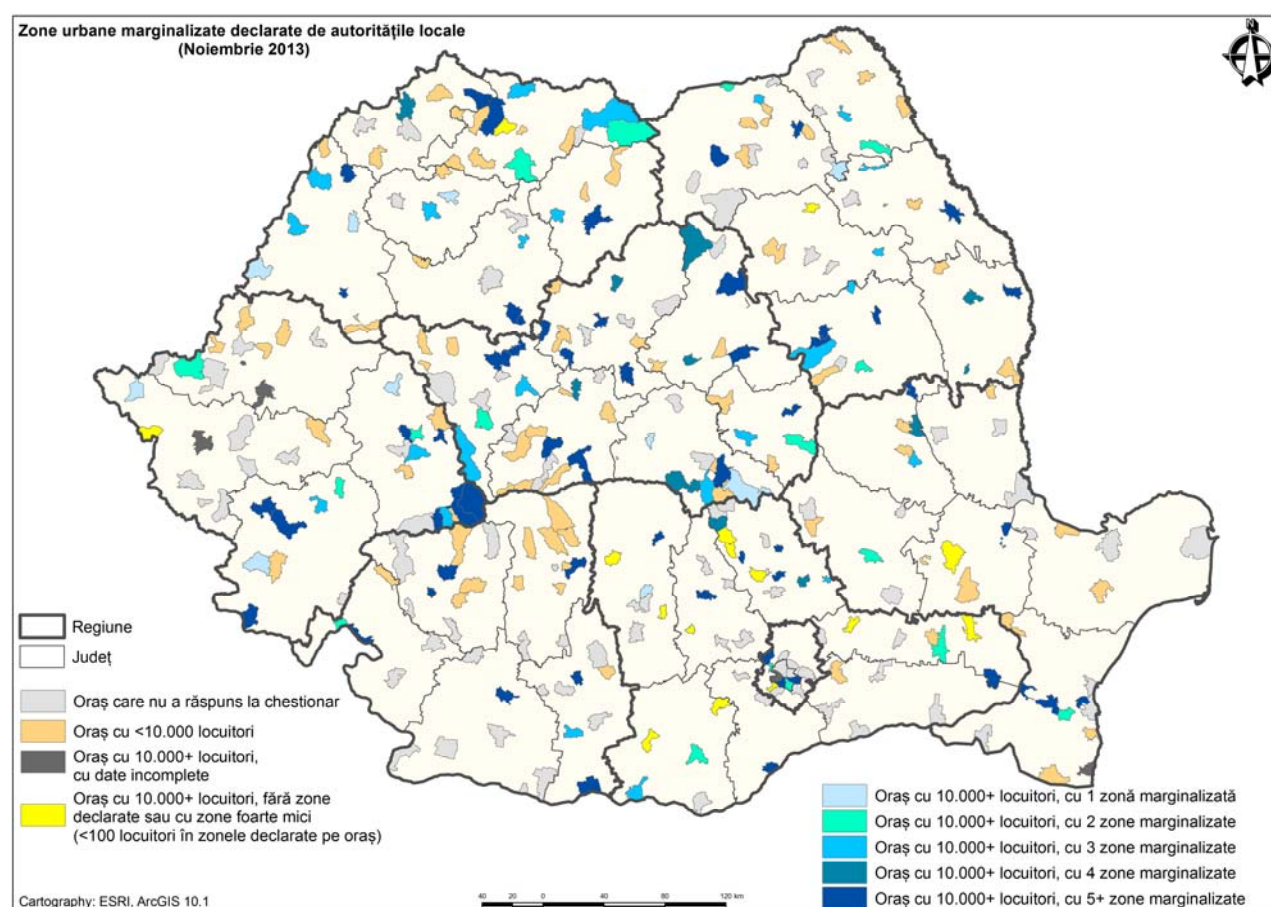 Zone urbane marginalizate declarate de autoritățile locale
(Noiembrie 2013)
Regiune
Județ
Oraș care nu a răspuns la chestionar
Oraș cu <10.000 locuitori
Oraș cu 10.000+ locuitori,
cu date incomplete
Oraș cu 10.000+ locuitori, fără zone
declarate sau cu zone foarte mici
(<100 locuitori în zonele declarate pe oraș)
Oraș cu 10.000+ locuitori, cu 1 zonă marginalizată
Oraș cu 10.000+ locuitori, cu 2 zone marginalizate
Oraș cu 10.000+ locuitori, cu 3 zone marginalizate
Oraș cu 10.000+ locuitori, cu 4 zone marginalizate
Oraș cu 10.000+ locuitori, cu 5+ zone marginalizate
Cartography: ESRI, ArcGIS 10.1
40 20 0 40 80 120 km